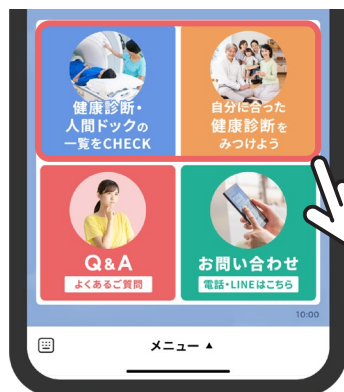 健康診断・
人間ドックの
一覧をCHECK
自分に合った
健康診断を
みつけよう
Q&A
よくあるご質問
お問い合わせ
電話・LINEはこちら
10:00
メニュー ▲